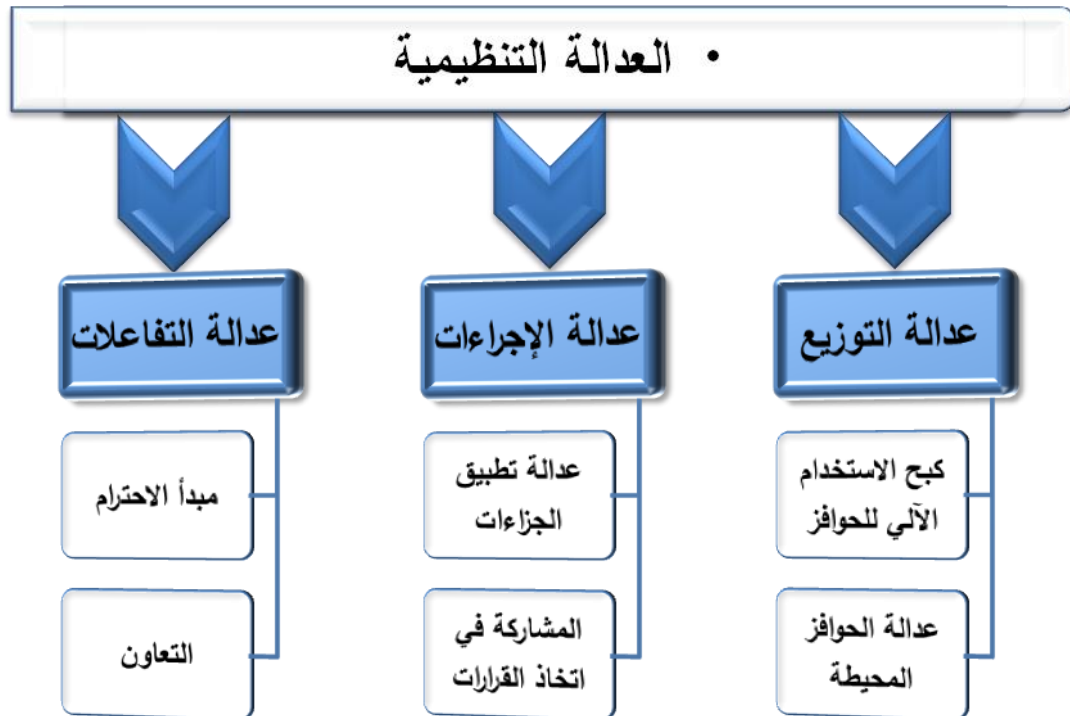 • العدالة التنظيمية
عدالة التوزيع
كبح الاستخدام
الآلي للحوافز
عدالة الحوافز
المحيطة
عدالة الإجراءات
عدالة تطبيق
الجزاءات
المشاركة في
اتخاذ القرارات
عدالة التفاعلات
مبدأ الاحترام
التعاون